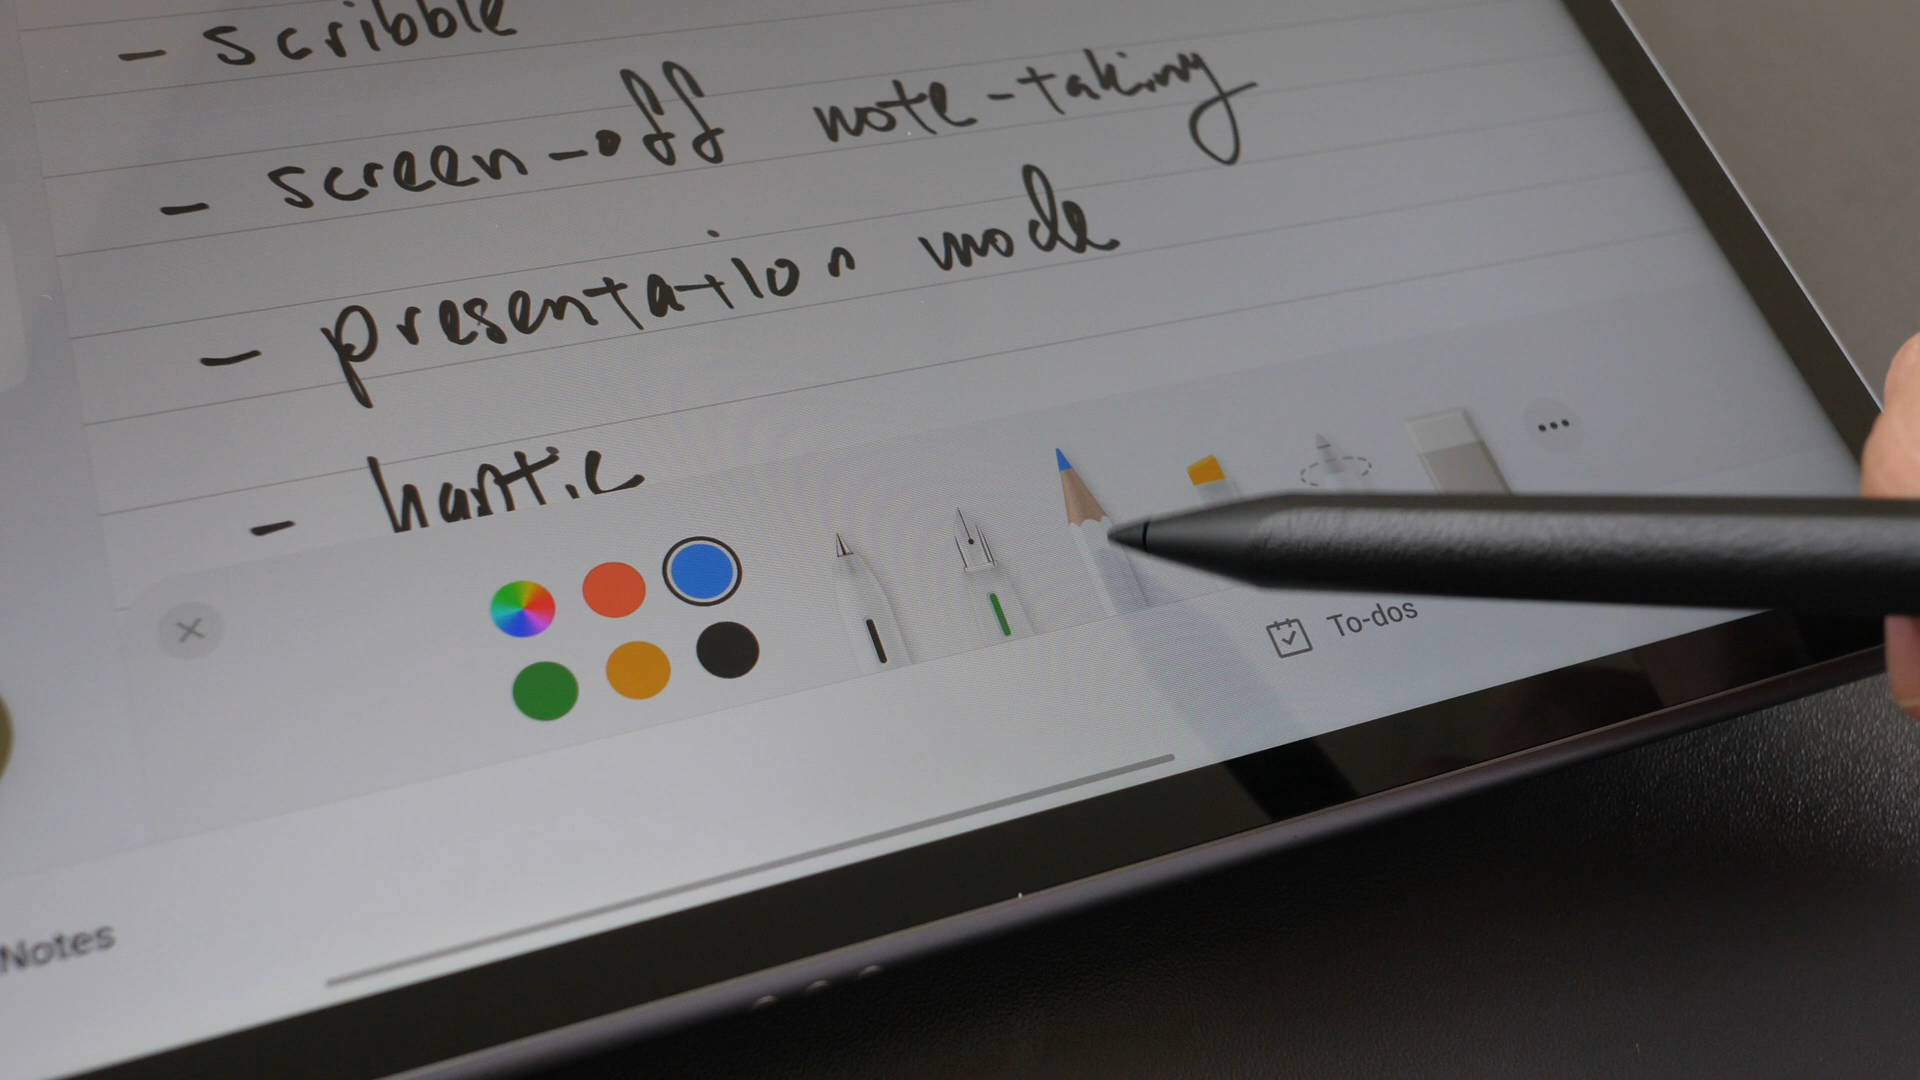 - scribble
- screen-off note-taking
- presentation mode
- haptic
To-dos
Notes